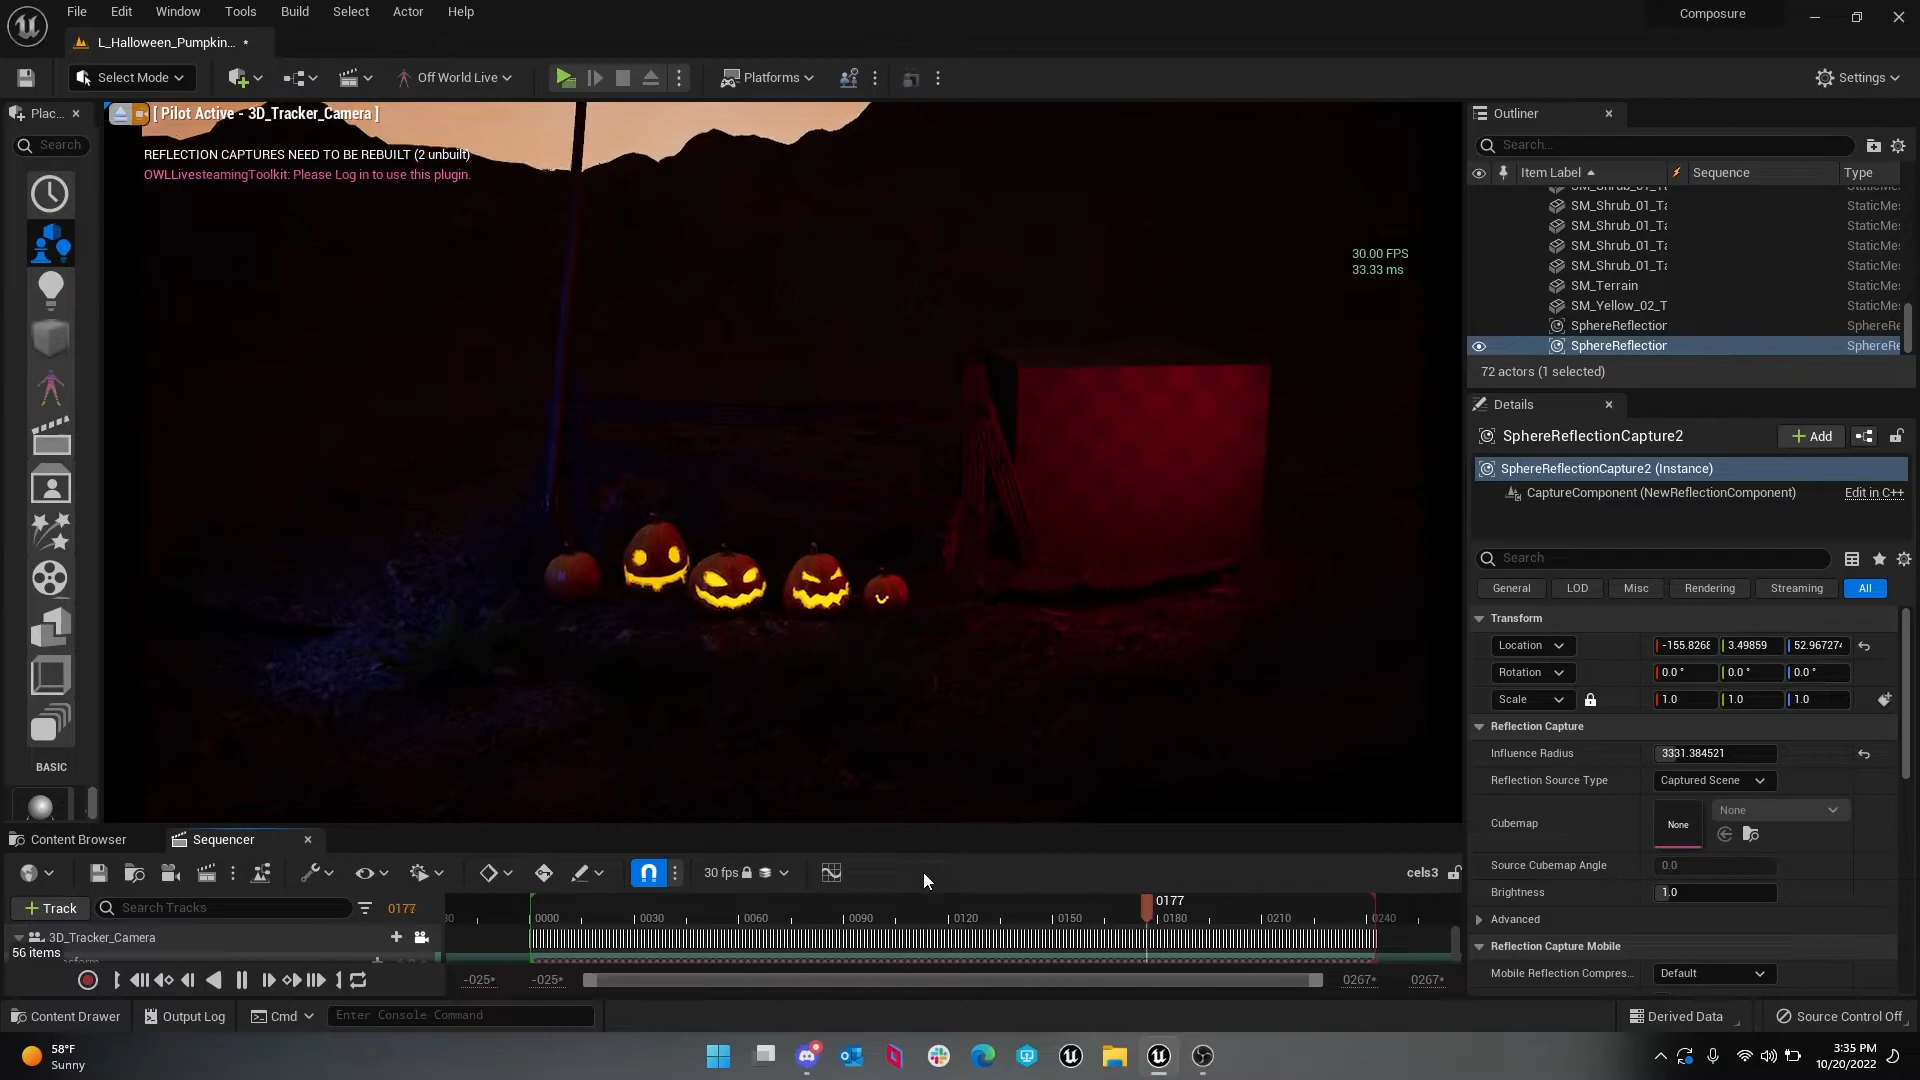 File Edit Window Tools Build Select Actor Help
Composure
L_Halloween_Pumpkin... •
Select Mode
Off World Live
Platforms
Settings
Plac...
[ Pilot Active - 3D_Tracker_Camera ]
Search
REFLECTION CAPTURES NEED TO BE REBUILT (2 unbuilt)
OWLLivesteamingToolkit: Please Log in to use this plugin.
30.00 FPS
33.33 ms
BASIC
Outliner
Search...
Item Label Sequence Type
SM_Shrub_01_Ta StaticMe
SM_Shrub_01_Ta StaticMe
SM_Shrub_01_Ta StaticMe
SM_Shrub_01_Ta StaticMe
SM_Terrain StaticMe
SM_Yellow_02_T StaticMe
SphereReflection SphereRe
SphereReflection SphereRe
72 actors (1 selected)
Details
SphereReflectionCapture2
+ Add
SphereReflectionCapture2 (Instance)
CaptureComponent (NewReflectionComponent) Edit in C++
Search
General LOD Misc Rendering Streaming All
Transform
Location -155.8268 3.49859 52.967274
Rotation 0.0 ° 0.0 ° 0.0 °
Scale 1.0 1.0 1.0
Reflection Capture
Influence Radius 3331.384521
Reflection Source Type Captured Scene
Cubemap None None
Source Cubemap Angle 0.0
Brightness 1.0
Advanced
Reflection Capture Mobile
Mobile Reflection Compres... Default
Content Browser Sequencer
30 fps
cels3
+ Track Search Tracks 0177
0177
30 0000 0030 0060 0090 0120 0150 0180 0210 0240
3D_Tracker_Camera
56 items
-025* -025* 0267* 0267*
Content Drawer Output Log Cmd Enter Console Command
Derived Data Source Control Off
58°F
Sunny
3:35 PM
10/20/2022